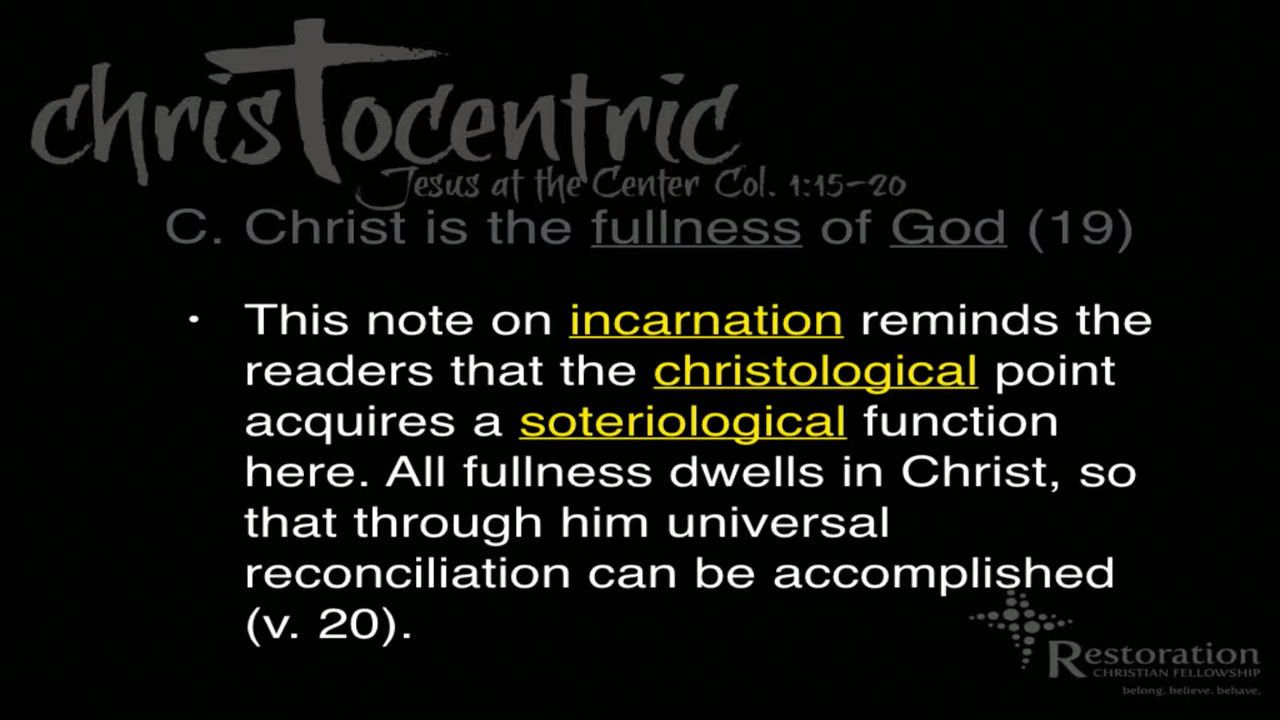 chrisTocentric
Jesus at the Center Col. 1:15-20
C. Christ is the fullness of God (19)
• This note on incarnation reminds the
readers that the christological point
acquires a soteriological function
here. All fullness dwells in Christ, so
that through him universal
reconciliation can be accomplished
(v. 20).
Restoration
CHRISTIAN FELLOWSHIP
belong. believe. behave.